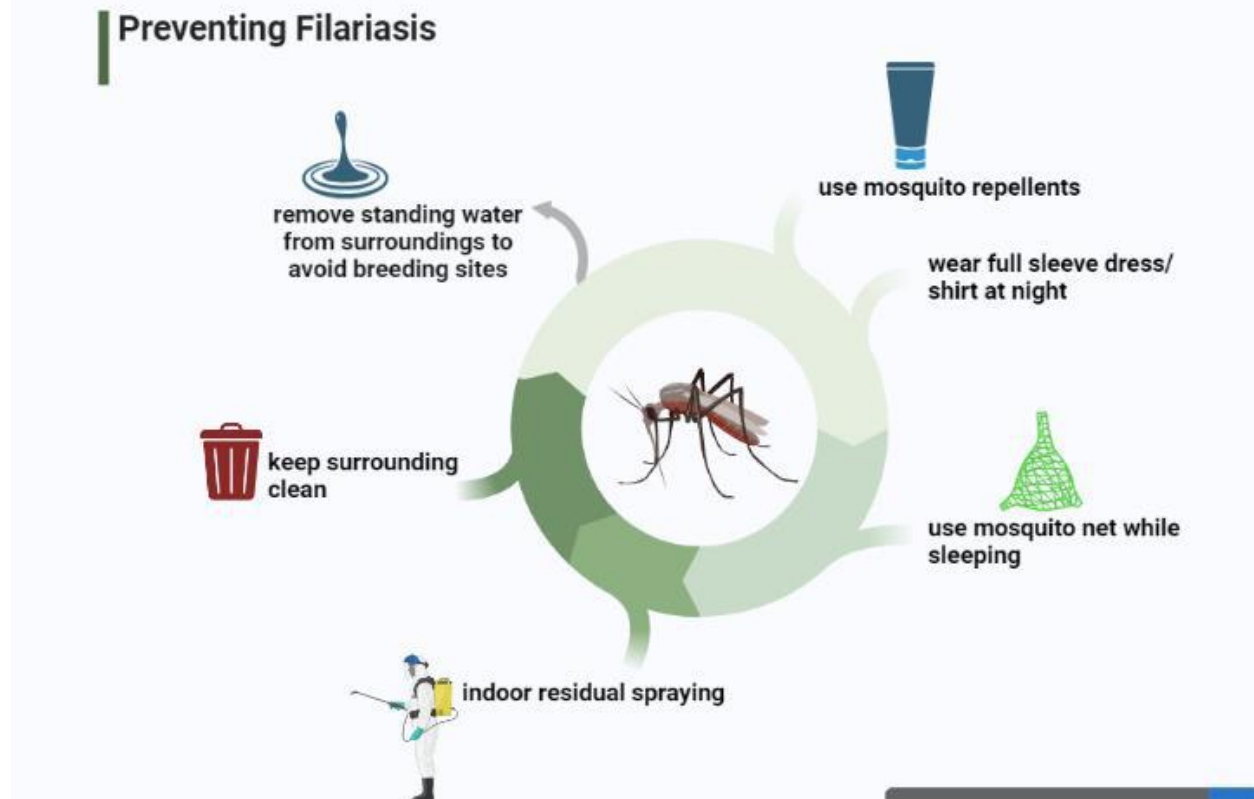 Preventing Filariasis
use mosquito repellents
remove standing water
from surroundings to
avoid breeding sites
wear full sleeve dress/
shirt at night
keep surrounding
clean
use mosquito net while
sleeping
indoor residual spraying